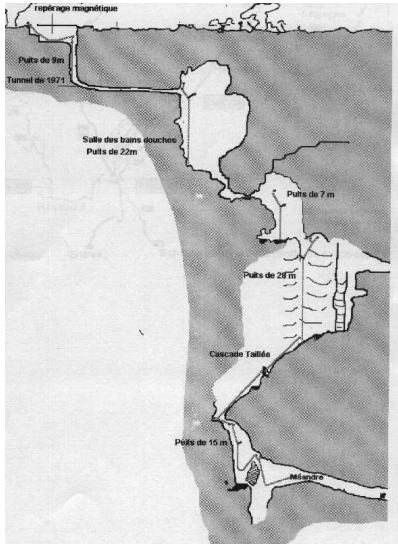 repérage magnétique
Puits de 9m
Tunnel de 1971
Salle des bains douches
Puits de 22m
Puits de 7 m
Puits de 28 m
Cascade Taillée
Puits de 15 m
Méandre